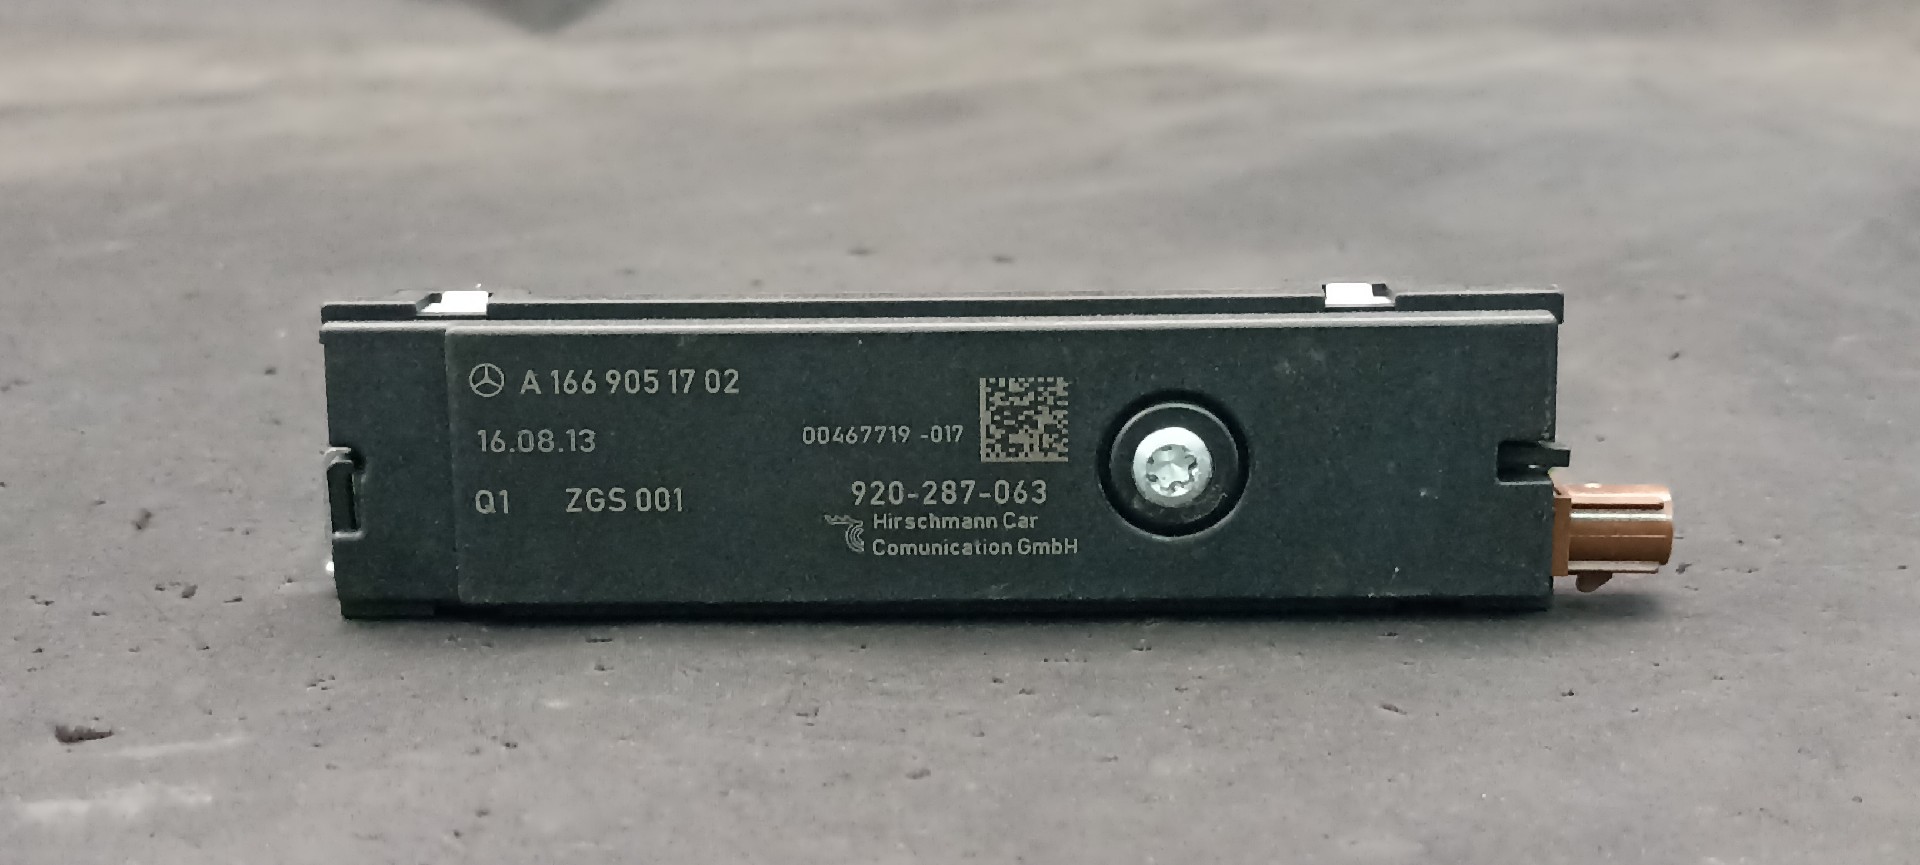 A 166 905 17 02
16.08.13
00467719 -017
Q1 ZGS 001
920-287-063
Hirschmann Car
Comunication GmbH